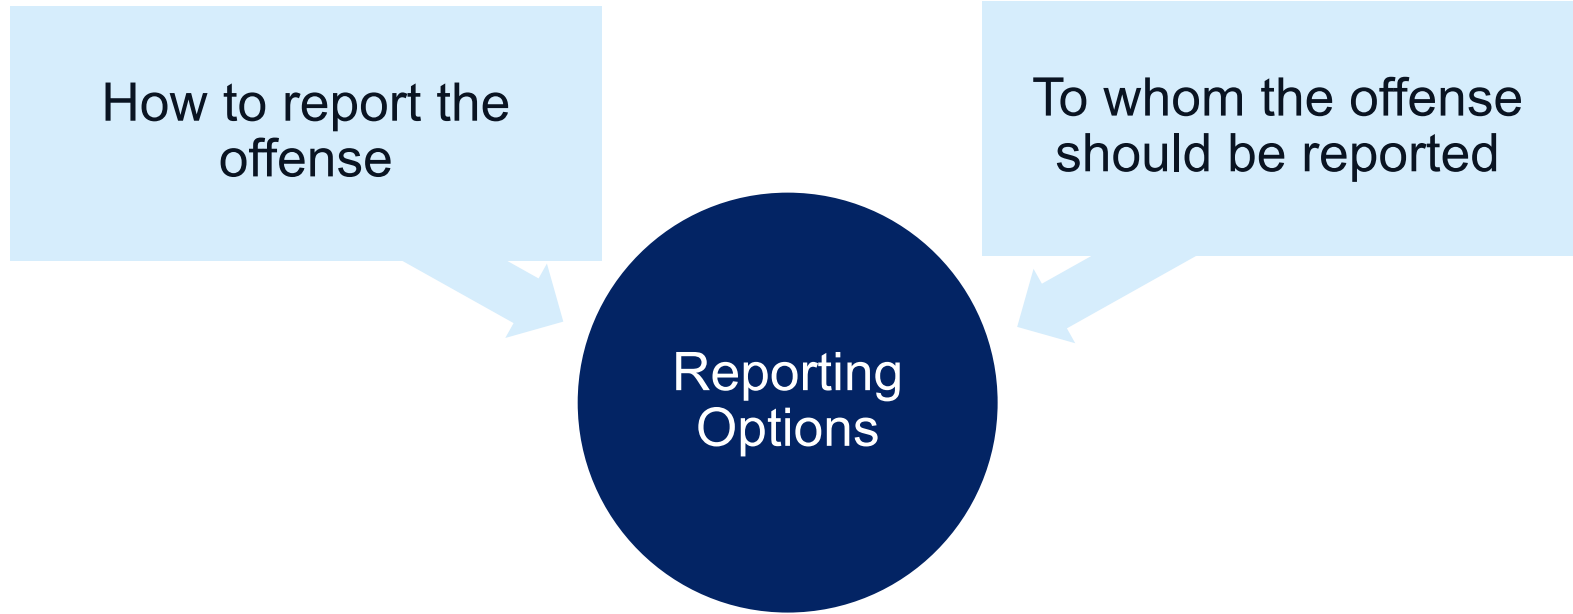 How to report the
offense
To whom the offense
should be reported
Reporting
Options